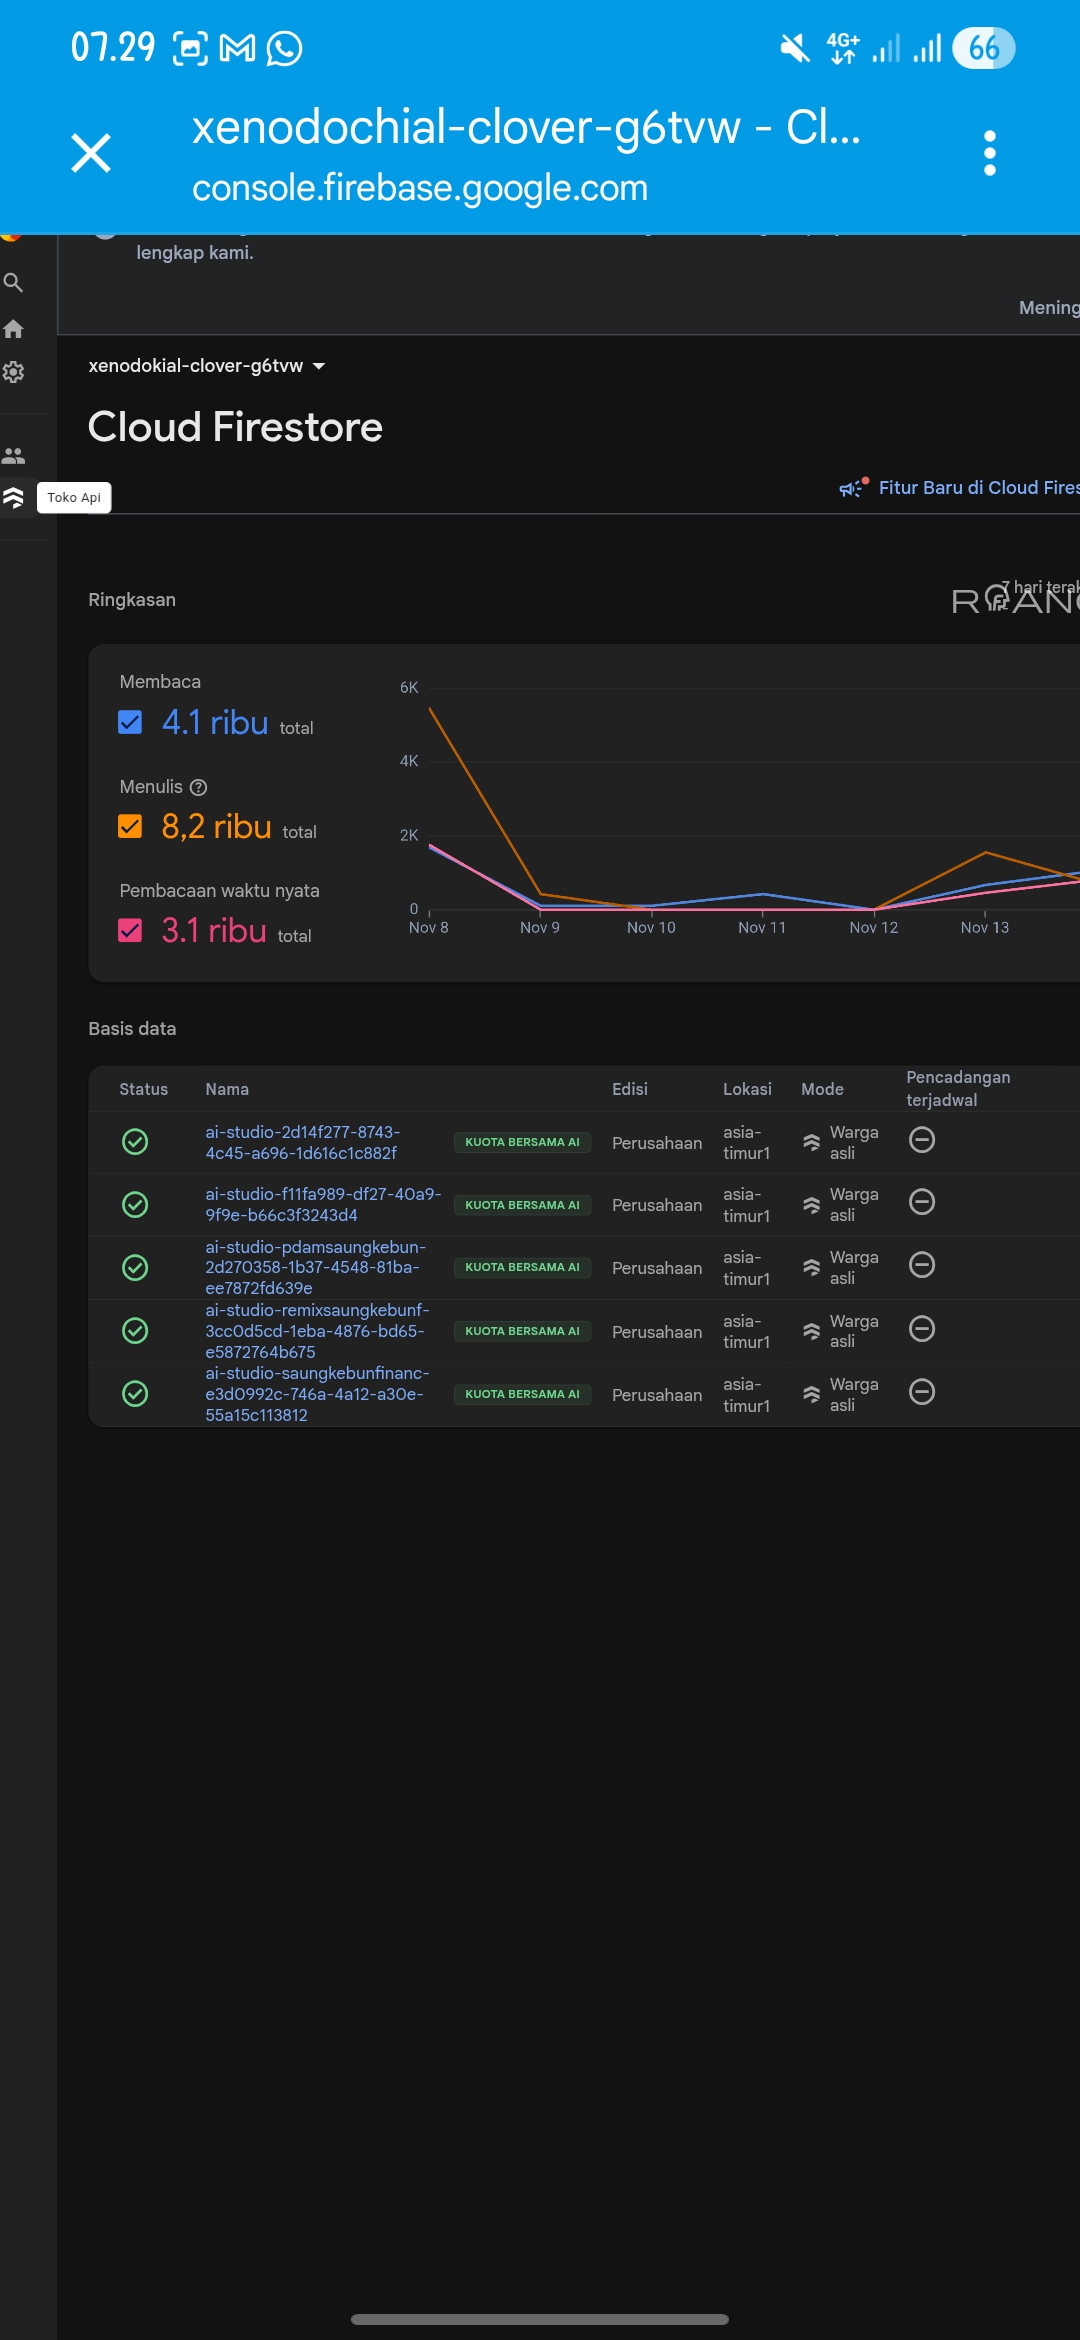 07.29
4G+
66
xenodochial-clover-g6tvw - Cl...
console.firebase.google.com
lengkap kami.
Mening
xenodokial-clover-g6tvw
Cloud Firestore
Toko Api
Fitur Baru di Cloud Fires
Ringkasan
7 hari terak
Membaca
4.1 ribu total
Menulis
8,2 ribu total
Pembacaan waktu nyata
3.1 ribu total
6K
4K
2K
0
Nov 8 Nov 9 Nov 10 Nov 11 Nov 12 Nov 13
Basis data
Status Nama Edisi Lokasi Mode Pencadangan terjadwal
ai-studio-2d14f277-8743-
4c45-a696-1d616c1c882f
KUOTA BERSAMA AI
Perusahaan
asia-
timur1
Warga
asli
ai-studio-f11fa989-df27-40a9-
9f9e-b66c3f3243d4
KUOTA BERSAMA AI
Perusahaan
asia-
timur1
Warga
asli
ai-studio-pdamsaungkebun-
2d270358-1b37-4548-81ba-
ee7872fd639e
KUOTA BERSAMA AI
Perusahaan
asia-
timur1
Warga
asli
ai-studio-remixsaungkebunf-
3cc0d5cd-1eba-4876-bd65-
e5872764b675
KUOTA BERSAMA AI
Perusahaan
asia-
timur1
Warga
asli
ai-studio-saungkebunfinanc-
e3d0992c-746a-4a12-a30e-
55a15c113812
KUOTA BERSAMA AI
Perusahaan
asia-
timur1
Warga
asli